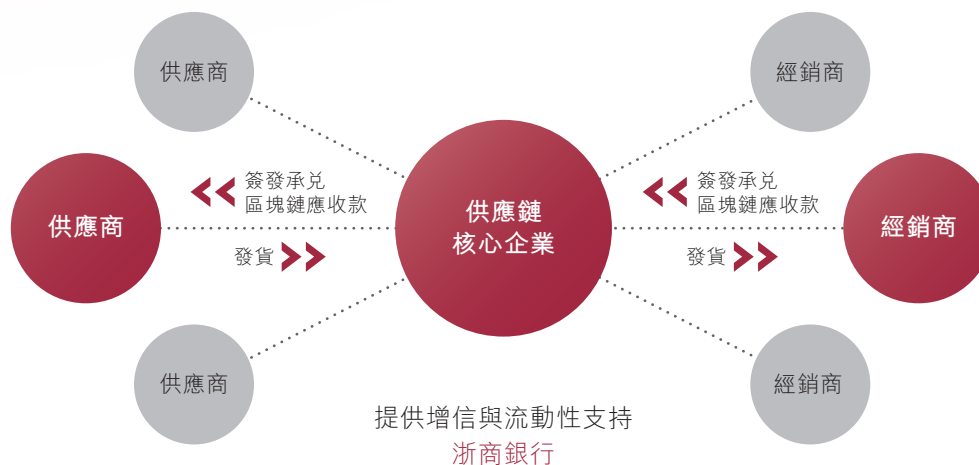 供應商
經銷商
簽發承兑
區塊鏈應收款
供應商
發貨
供應鏈
核心企業
簽發承兑
區塊鏈應收款
經銷商
發貨
供應商
經銷商
提供增信與流動性支持
浙商銀行